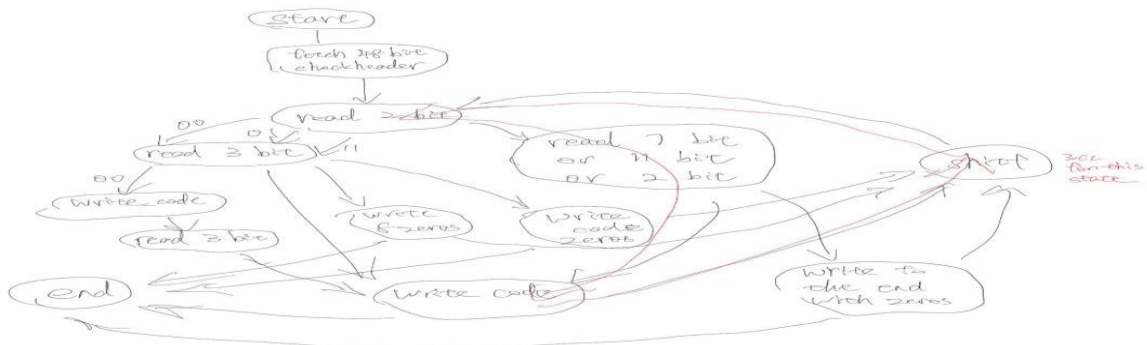 start
fetch 48 bit
checkheader
read 2 bit
00
01
11
read 3 bit
read 7 bit
or 11 bit
or 2 bit
shift
3cc
for this
state
00
write code
write
8 zeros
write
code
zeros
read 3 bit
end
write code
write to
the end
with zeros